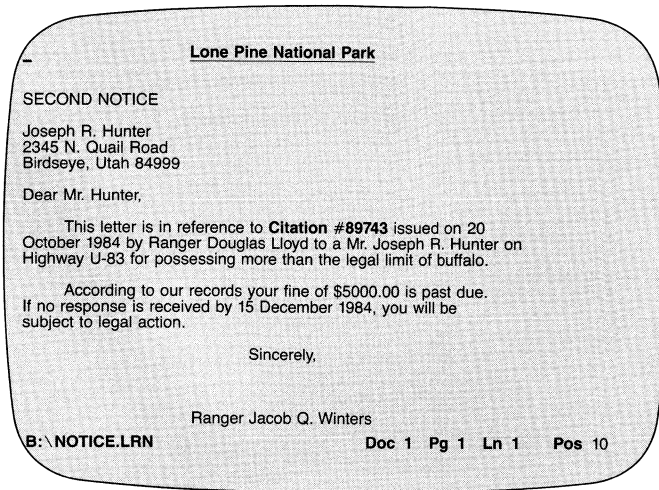 Lone Pine National Park
SECOND NOTICE
Joseph R. Hunter
2345 N. Quail Road
Birdseye, Utah 84999
Dear Mr. Hunter,
This letter is in reference to Citation #89743 issued on 20
October 1984 by Ranger Douglas Lloyd to a Mr. Joseph R. Hunter on
Highway U-83 for possessing more than the legal limit of buffalo.
According to our records your fine of $5000.00 is past due.
If no response is received by 15 December 1984, you will be
subject to legal action.
Sincerely,
Ranger Jacob Q. Winters
B:\NOTICE.LRN Doc 1 Pg 1 Ln 1 Pos 10